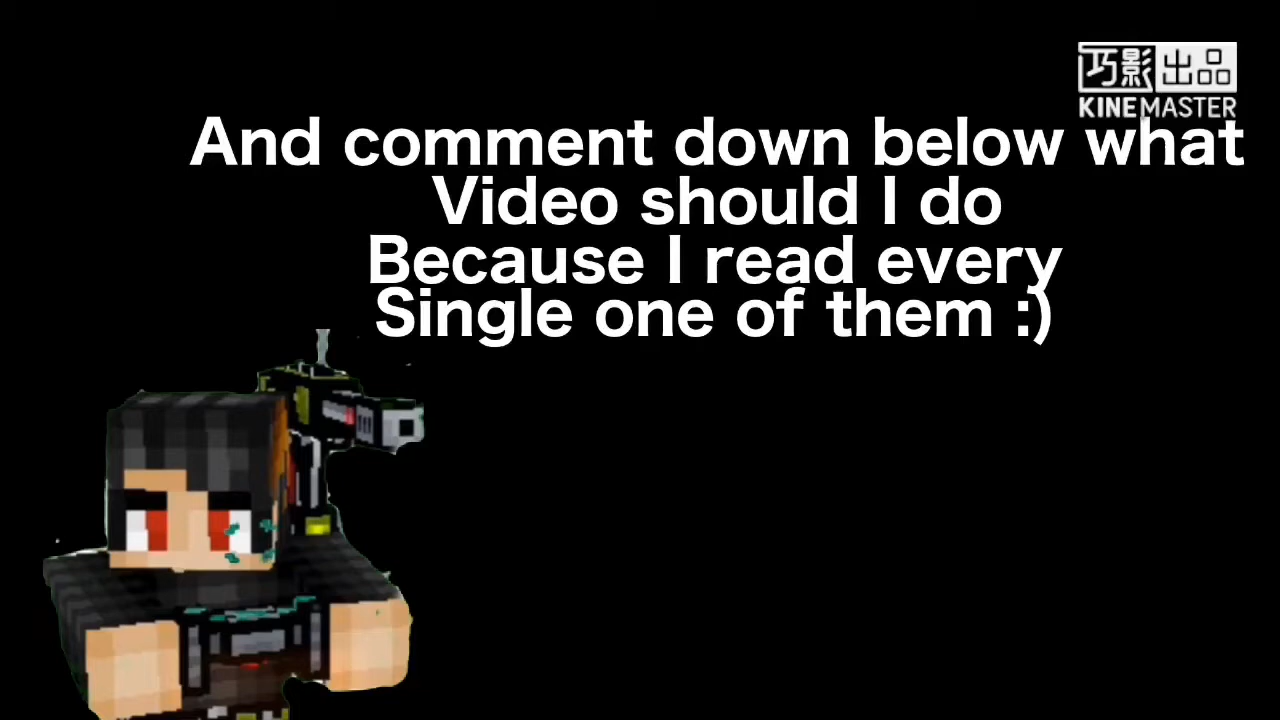 巧影出品
KINEMASTER
And comment down below what
Video should I do
Because I read every
Single one of them :)